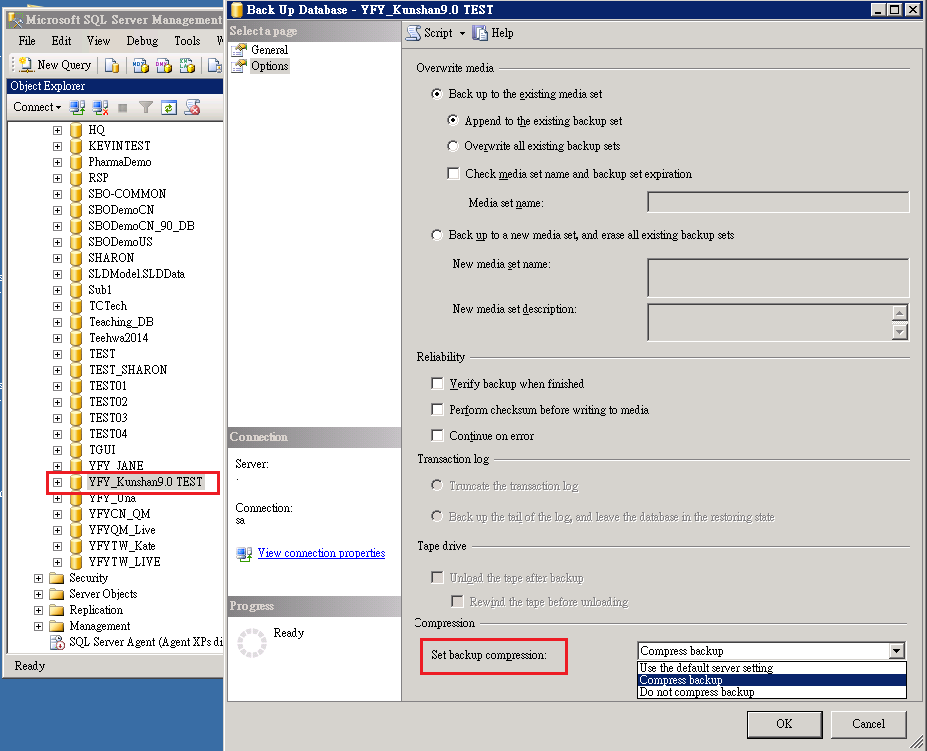 Microsoft SQL Server Management
File Edit View Debug Tools W
New Query
Object Explorer
Connect
HQ
KEVINTEST
PharmaDemo
RSP
SBO-COMMON
SBODemoCN
SBODemoCN_90_DB
SBODemoUS
SHARON
SLDModel.SLDData
Sub1
TCTech
Teaching_DB
Teehwa2014
TEST
TEST_SHARON
TEST01
TEST02
TEST03
TEST04
TGUI
YFY_JANE
YFY_Kunshan9.0 TEST
YFY_Una
YFYCN_QM
YFYQM_Live
YFYTW_Kate
YFYTW_LIVE
Security
Server Objects
Replication
Management
SQL Server Agent (Agent XPs di
Ready
Back Up Database - YFY_Kunshan9.0 TEST
Select a page
General
Options
Connection
Server:
.
Connection:
sa
View connection properties
Progress
Ready
Script Help
Overwrite media
Back up to the existing media set
Append to the existing backup set
Overwrite all existing backup sets
Check media set name and backup set expiration
Media set name:
Back up to a new media set, and erase all existing backup sets
New media set name:
New media set description:
Reliability
Verify backup when finished
Perform checksum before writing to media
Continue on error
Transaction log
Truncate the transaction log
Back up the tail of the log, and leave the database in the restoring state
Tape drive
Unload the tape after backup
Rewind the tape before unloading
Compression
Set backup compression:
Compress backup
Use the default server setting
Compress backup
Do not compress backup
OK Cancel